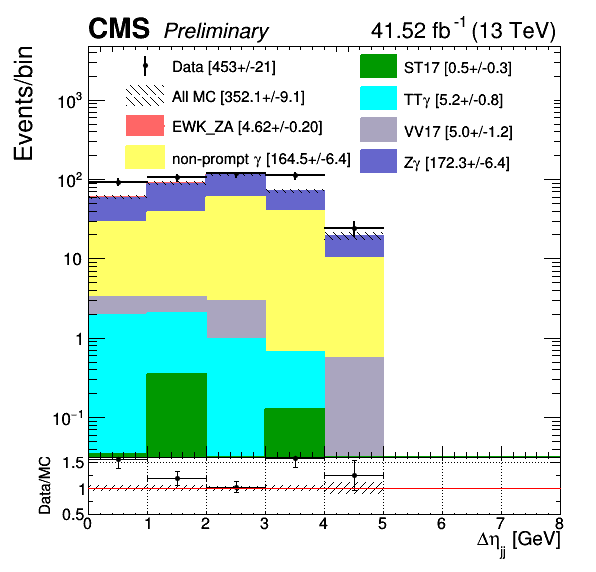 CMS Preliminary 41.52 fb⁻¹ (13 TeV)
Events/bin
Data [453+/-21]
All MC [352.1+/-9.1]
EWK_ZA [4.62+/-0.20]
non-prompt γ [164.5+/-6.4]
ST17 [0.5+/-0.3]
TTγ [5.2+/-0.8]
VV17 [5.0+/-1.2]
Zγ [172.3+/-6.4]
10³
10²
10
1
10⁻¹
Data/MC
1.5
1
0.5
0 1 2 3 4 5 6 7 8
Δη_jj [GeV]